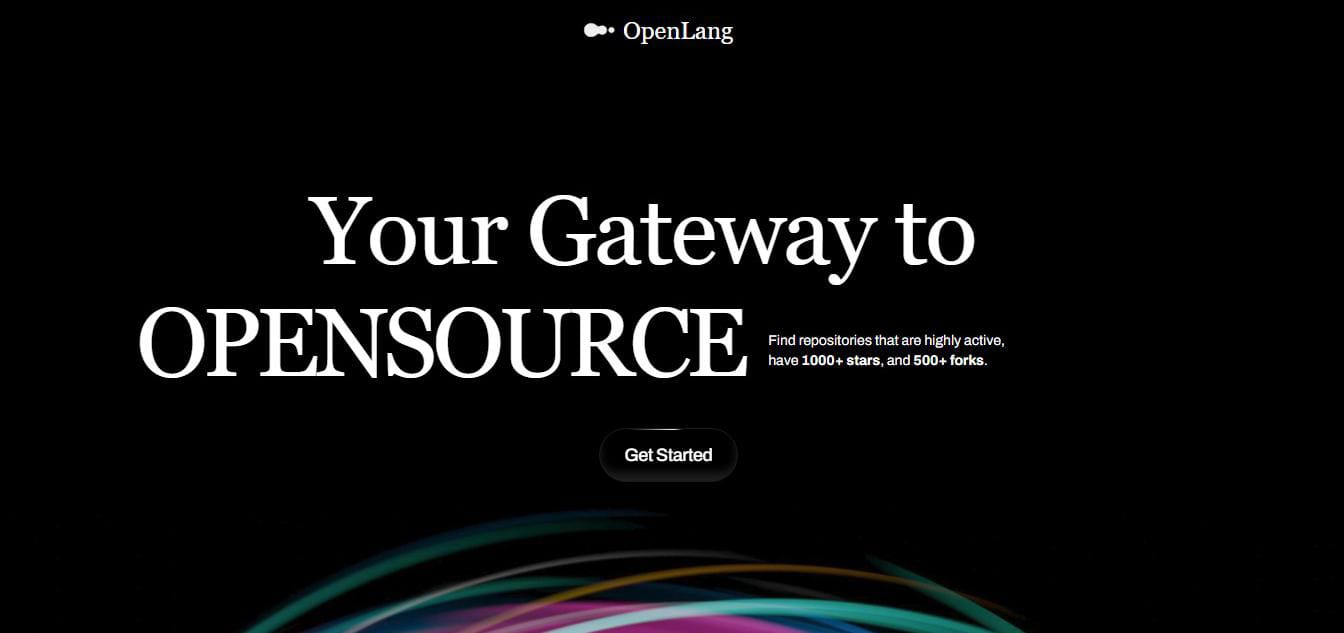 OpenLang
Your Gateway to
OPENSOURCE
Find repositories that are highly active,
have 1000+ stars, and 500+ forks.
Get Started